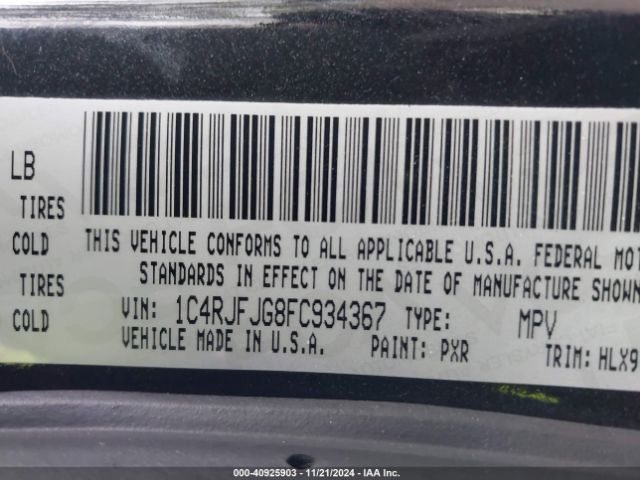 LB
TIRES
COLD
TIRES
COLD
THIS VEHICLE CONFORMS TO ALL APPLICABLE U.S.A. FEDERAL MOT
STANDARDS IN EFFECT ON THE DATE OF MANUFACTURE SHOWN
VIN: 1C4RJFJG8FC934367 TYPE: MPV
VEHICLE MADE IN U.S.A. PAINT: PXR TRIM: HLX9
000-40925903 - 11/21/2024 - IAA Inc.